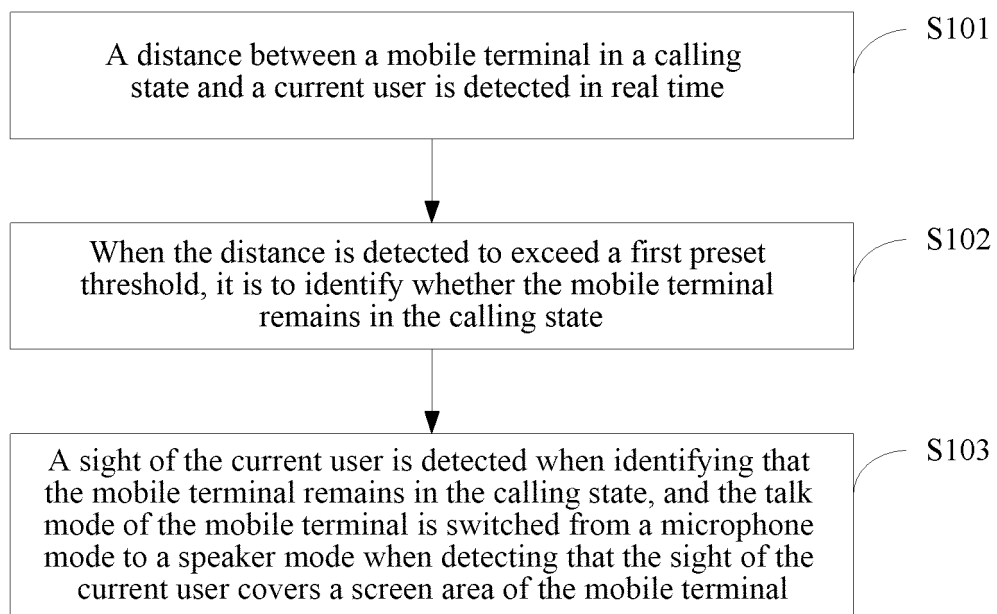 S101
A distance between a mobile terminal in a calling
state and a current user is detected in real time
S102
When the distance is detected to exceed a first preset
threshold, it is to identify whether the mobile terminal
remains in the calling state
S103
A sight of the current user is detected when identifying that
the mobile terminal remains in the calling state, and the talk
mode of the mobile terminal is switched from a microphone
mode to a speaker mode when detecting that the sight of the
current user covers a screen area of the mobile terminal